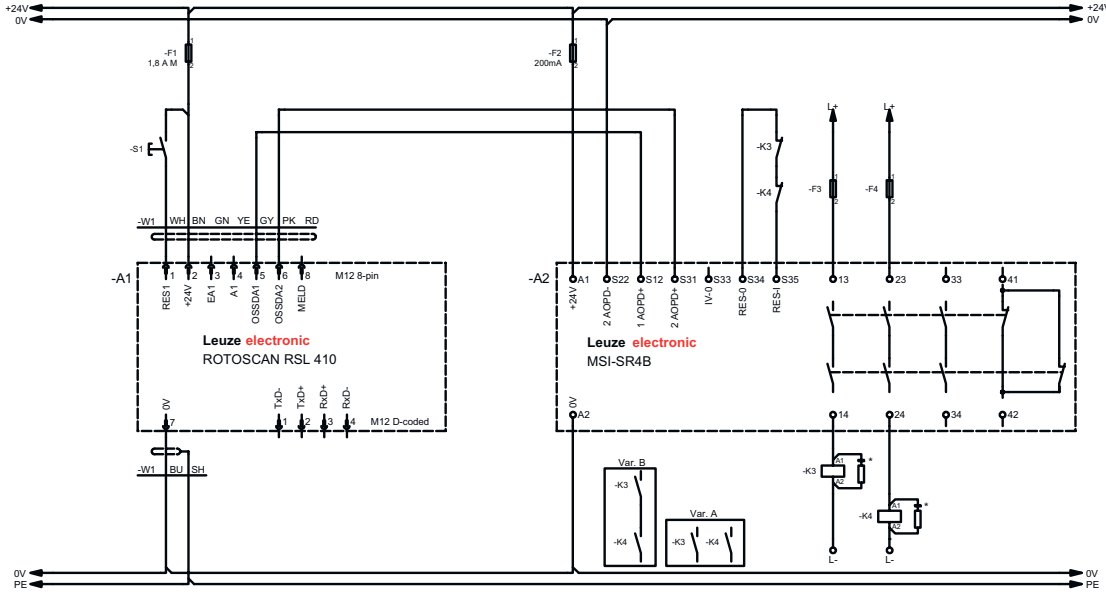 +24V
+24V
0V
0V
-F1
1,8 A M
1
2
-F2
200mA
1
2
L+
L+
-S1
-K3
-K4
-F3
1
2
-F4
1
2
-W1 WH BN GN YE GY PK RD
-A1
1 2 3 4 5 6 8 M12 8-pin
RES1
+24V
EA1
A1
OSSDA1
OSSDA2
MELD
Leuze electronic
ROTOSCAN RSL 410
0V
TxD-
TxD+
RxD+
RxD-
7 1 2 3 4 M12 D-coded
-W1 BU SH
-A2
A1 S22 S12 S31 S33 S34 S35 13 23 33 41
+24V
2 AOPD-
1 AOPD+
2 AOPD+
IV-0
RES-0
RES-I
Leuze electronic
MSI-SR4B
0V
A2 14 24 34 42
Var. B
-K3
-K4
Var. A
-K3 -K4
-K3
A1
A2
*
-K4
A1
A2
*
L-
L-
0V
0V
PE
PE